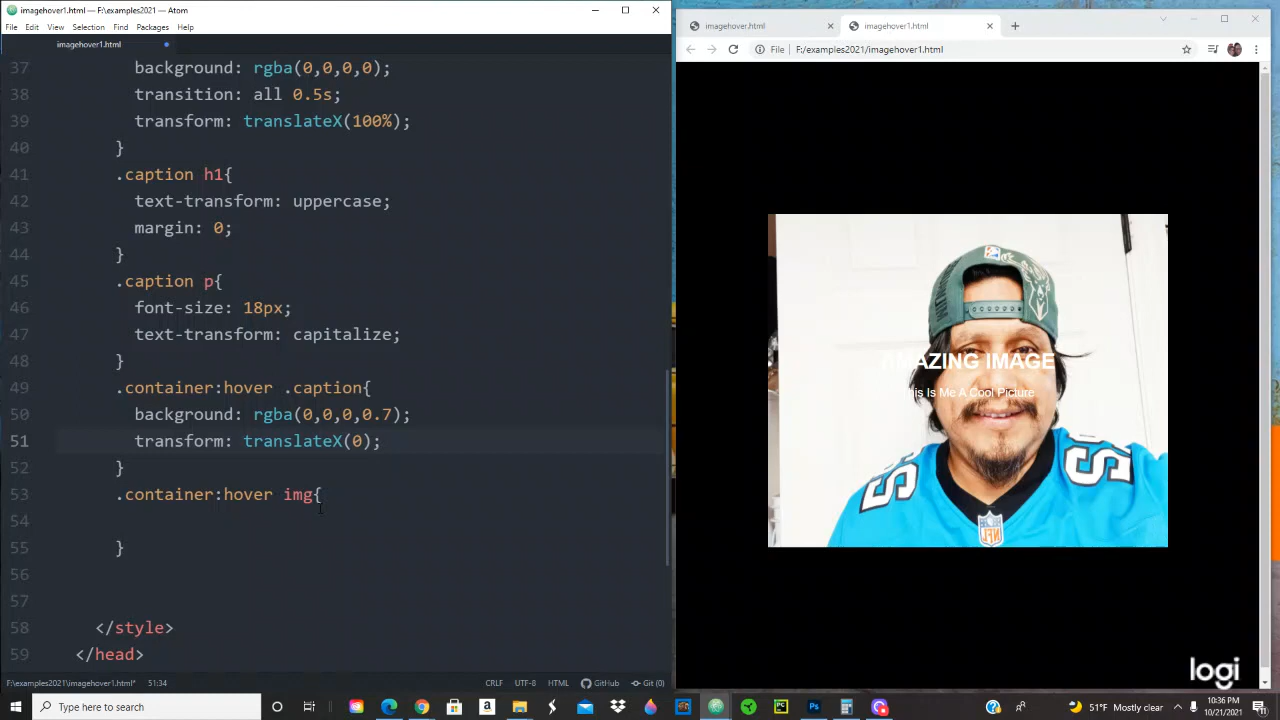 imagehover1.html — F:\examples2021 — Atom
File Edit View Selection Find Packages Help
imagehover1.html
37 background: rgba(0,0,0,0);
38 transition: all 0.5s;
39 transform: translateX(100%);
40 }
41 .caption h1{
42 text-transform: uppercase;
43 margin: 0;
44 }
45 .caption p{
46 font-size: 18px;
47 text-transform: capitalize;
48 }
49 .container:hover .caption{
50 background: rgba(0,0,0,0.7);
51 transform: translateX(0);
52 }
53 .container:hover img{
54
55 }
56
57
58 </style>
59 </head>
F:\examples2021\imagehover1.html* 51:34 CRLF UTF-8 HTML GitHub Git (0)
imagehover.html imagehover1.html
File F:/examples2021/imagehover1.html
AMAZING IMAGE
This Is Me A Cool Picture
NFL
logi
Type here to search
51°F Mostly clear
10:36 PM
10/21/2021